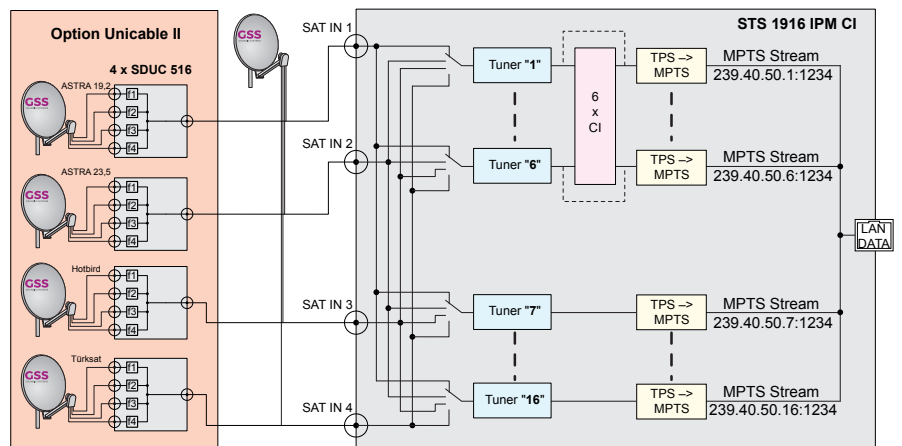 Option Unicable II
4 x SDUC 516
ASTRA 19,2
GSS
f1
f2
f3
f4
ASTRA 23,5
GSS
f1
f2
f3
f4
Hotbird
GSS
f1
f2
f3
f4
Türksat
GSS
f1
f2
f3
f4
GSS
SAT IN 1
SAT IN 2
SAT IN 3
SAT IN 4
STS 1916 IPM CI
Tuner "1"
Tuner "6"
Tuner "7"
Tuner "16"
6
x
CI
TPS –>
MPTS
MPTS Stream
239.40.50.1:1234
TPS –>
MPTS
MPTS Stream
239.40.50.6:1234
TPS –>
MPTS
MPTS Stream
239.40.50.7:1234
TPS –>
MPTS
MPTS Stream
239.40.50.16:1234
LAN
DATA